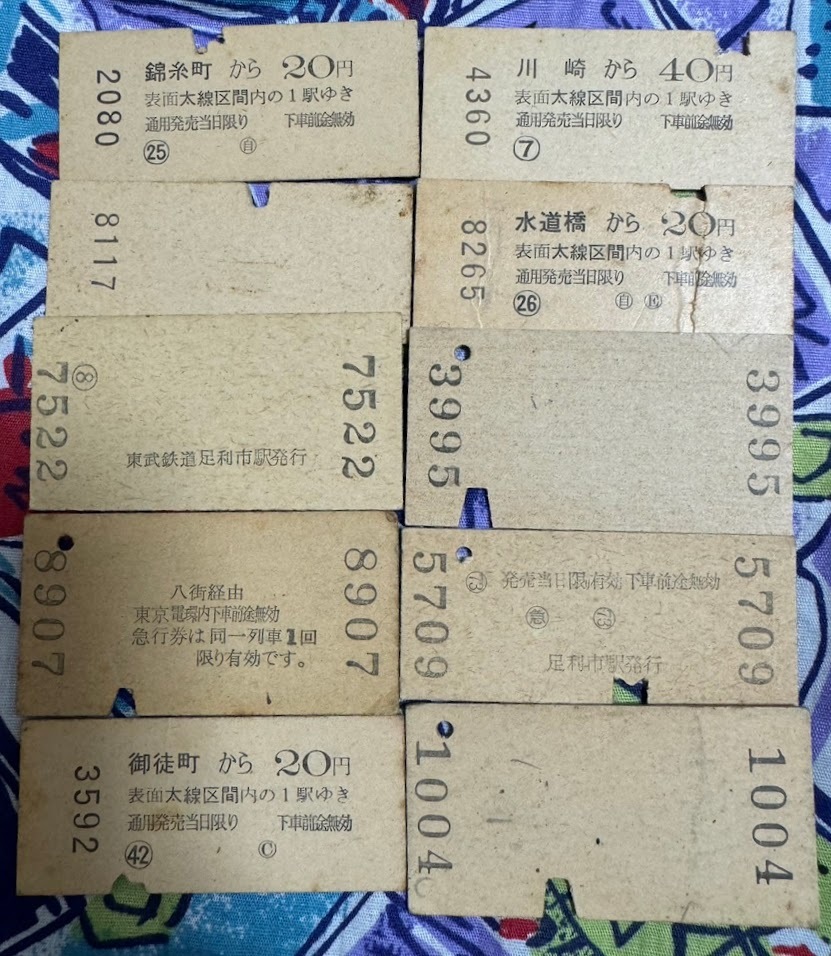 2080
錦糸町 から 20円
表面太線区間内の1駅ゆき
通用発売当日限り 下車前途無効
㉕ 自
4360
川崎 から 40円
表面太線区間内の1駅ゆき
通用発売当日限り 下車前途無効
⑦
8117
8265
水道橋 から 20円
表面太線区間内の1駅ゆき
通用発売当日限り 下車前途無効
㉖ 自 Ⓔ
7522
⑧
7522
東武鉄道足利市駅発行
3995
3995
8907
8907
八街経由
東京電環内下車前途無効
急行券は同一列車1回
限り有効です。
5709
5709
発売当日限り有効下車前途無効
急 73
足利市駅発行
3592
御徒町 から 20円
表面太線区間内の1駅ゆき
通用発売当日限り 下車前途無効
㊷ Ⓒ
1004
1004